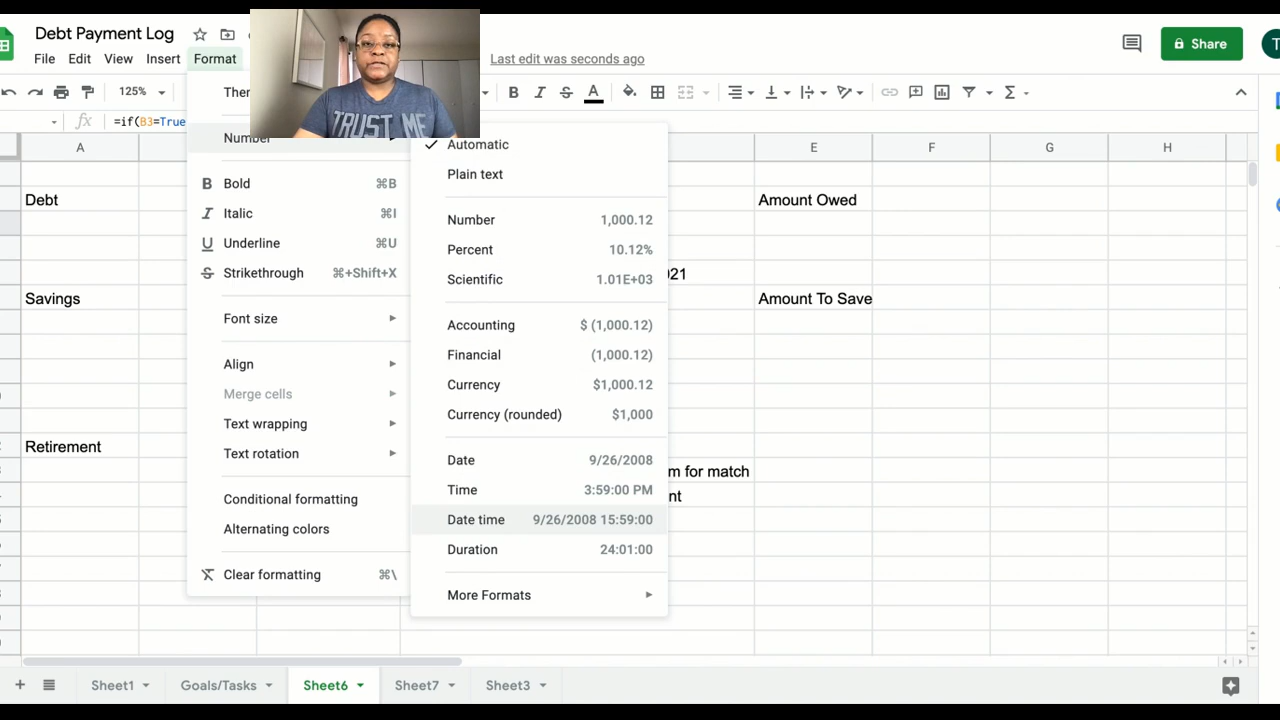 Debt Payment Log
File Edit View Insert Format
Last edit was seconds ago
Share
125%
=if(B3=True
TRUST ME
A E F G H
Number
Bold ⌘B
Italic ⌘I
Underline ⌘U
Strikethrough ⌘+Shift+X
Font size
Align
Merge cells
Text wrapping
Text rotation
Conditional formatting
Alternating colors
Clear formatting ⌘\
Automatic
Plain text
Number 1,000.12
Percent 10.12%
Scientific 1.01E+03
Accounting $ (1,000.12)
Financial (1,000.12)
Currency $1,000.12
Currency (rounded) $1,000
Date 9/26/2008
Time 3:59:00 PM
Date time 9/26/2008 15:59:00
Duration 24:01:00
More Formats
Debt
Amount Owed
Savings
Amount To Save
Retirement
for match
Sheet1 Goals/Tasks Sheet6 Sheet7 Sheet3